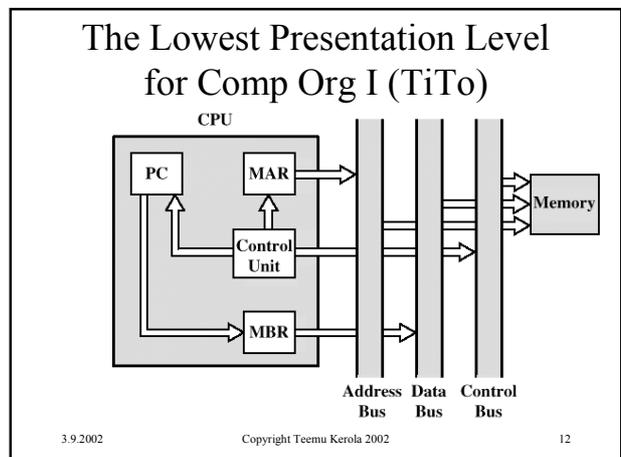 The Lowest Presentation Level
for Comp Org I (TiTo)
CPU
PC
MAR
Memory
Control
Unit
MBR
Address Data Control
Bus Bus Bus
3.9.2002 Copyright Teemu Kerola 2002 12